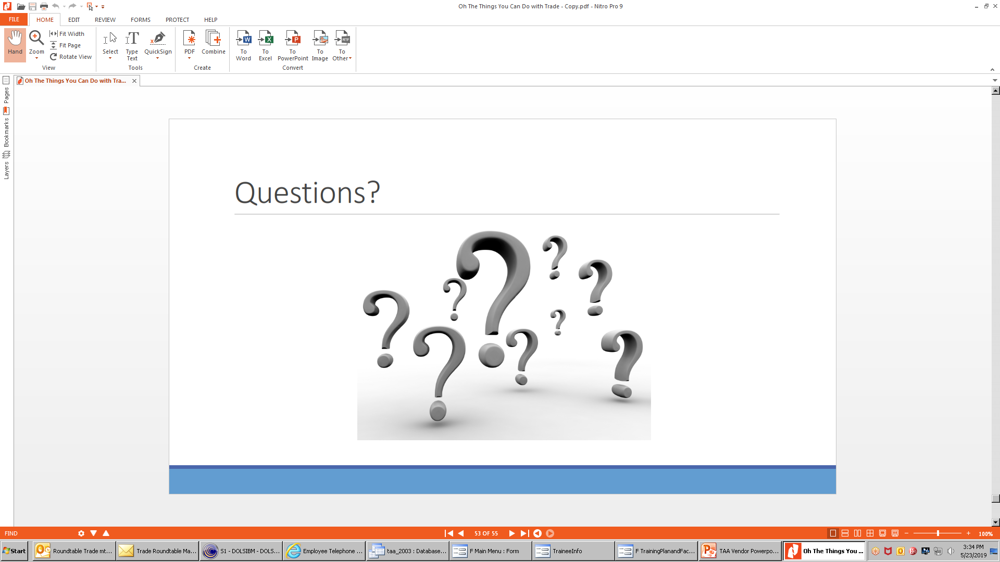 Oh The Things You Can Do with Trade - Copy.pdf - Nitro Pro 9
FILE HOME EDIT REVIEW FORMS PROTECT HELP
Hand
Zoom
Fit Width
Fit Page
Rotate View
View
Select
Type Text
QuickSign
Tools
PDF
Combine
Create
To Word
To Excel
To PowerPoint
To Image
To Other
Convert
Oh The Things You Can Do with Tra...
Pages
Bookmarks
Layers
Questions?
FIND
53 OF 55
100%
Start
Roundtable Trade mt...
Trade Roundtable Ma...
S1 - DOLSIBM - DOLS...
Employee Telephone ...
taa_2003 : Database...
F Main Menu : Form
TraineeInfo
F TrainingPlanandFac...
TAA Vendor Powerpo...
Oh The Things You ...
3:34 PM
5/23/2019